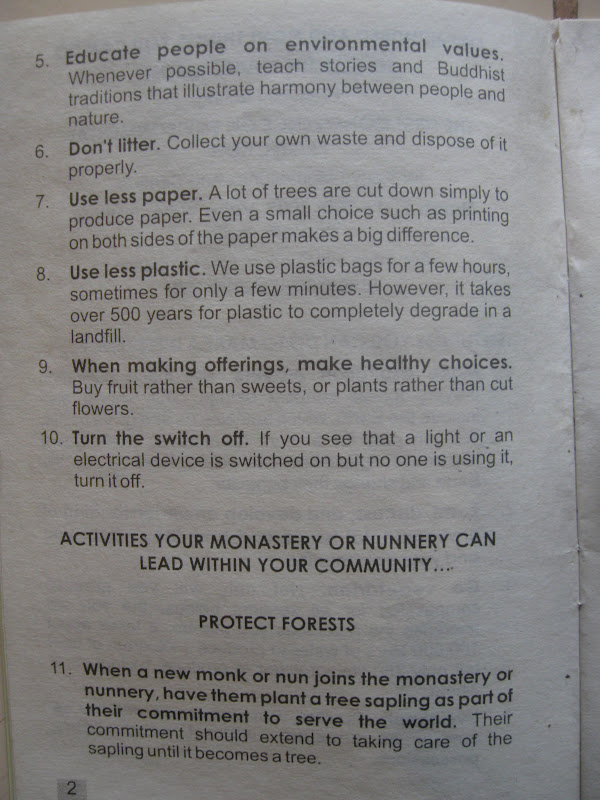 5. Educate people on environmental values.
Whenever possible, teach stories and Buddhist
traditions that illustrate harmony between people and
nature.
6. Don't litter. Collect your own waste and dispose of it
properly.
7. Use less paper. A lot of trees are cut down simply to
produce paper. Even a small choice such as printing
on both sides of the paper makes a big difference.
8. Use less plastic. We use plastic bags for a few hours,
sometimes for only a few minutes. However, it takes
over 500 years for plastic to completely degrade in a
landfill.
9. When making offerings, make healthy choices.
Buy fruit rather than sweets, or plants rather than cut
flowers.
10. Turn the switch off. If you see that a light or an
electrical device is switched on but no one is using it,
turn it off.
ACTIVITIES YOUR MONASTERY OR NUNNERY CAN
LEAD WITHIN YOUR COMMUNITY...
PROTECT FORESTS
11. When a new monk or nun joins the monastery or
nunnery, have them plant a tree sapling as part of
their commitment to serve the world. Their
commitment should extend to taking care of the
sapling until it becomes a tree.
2